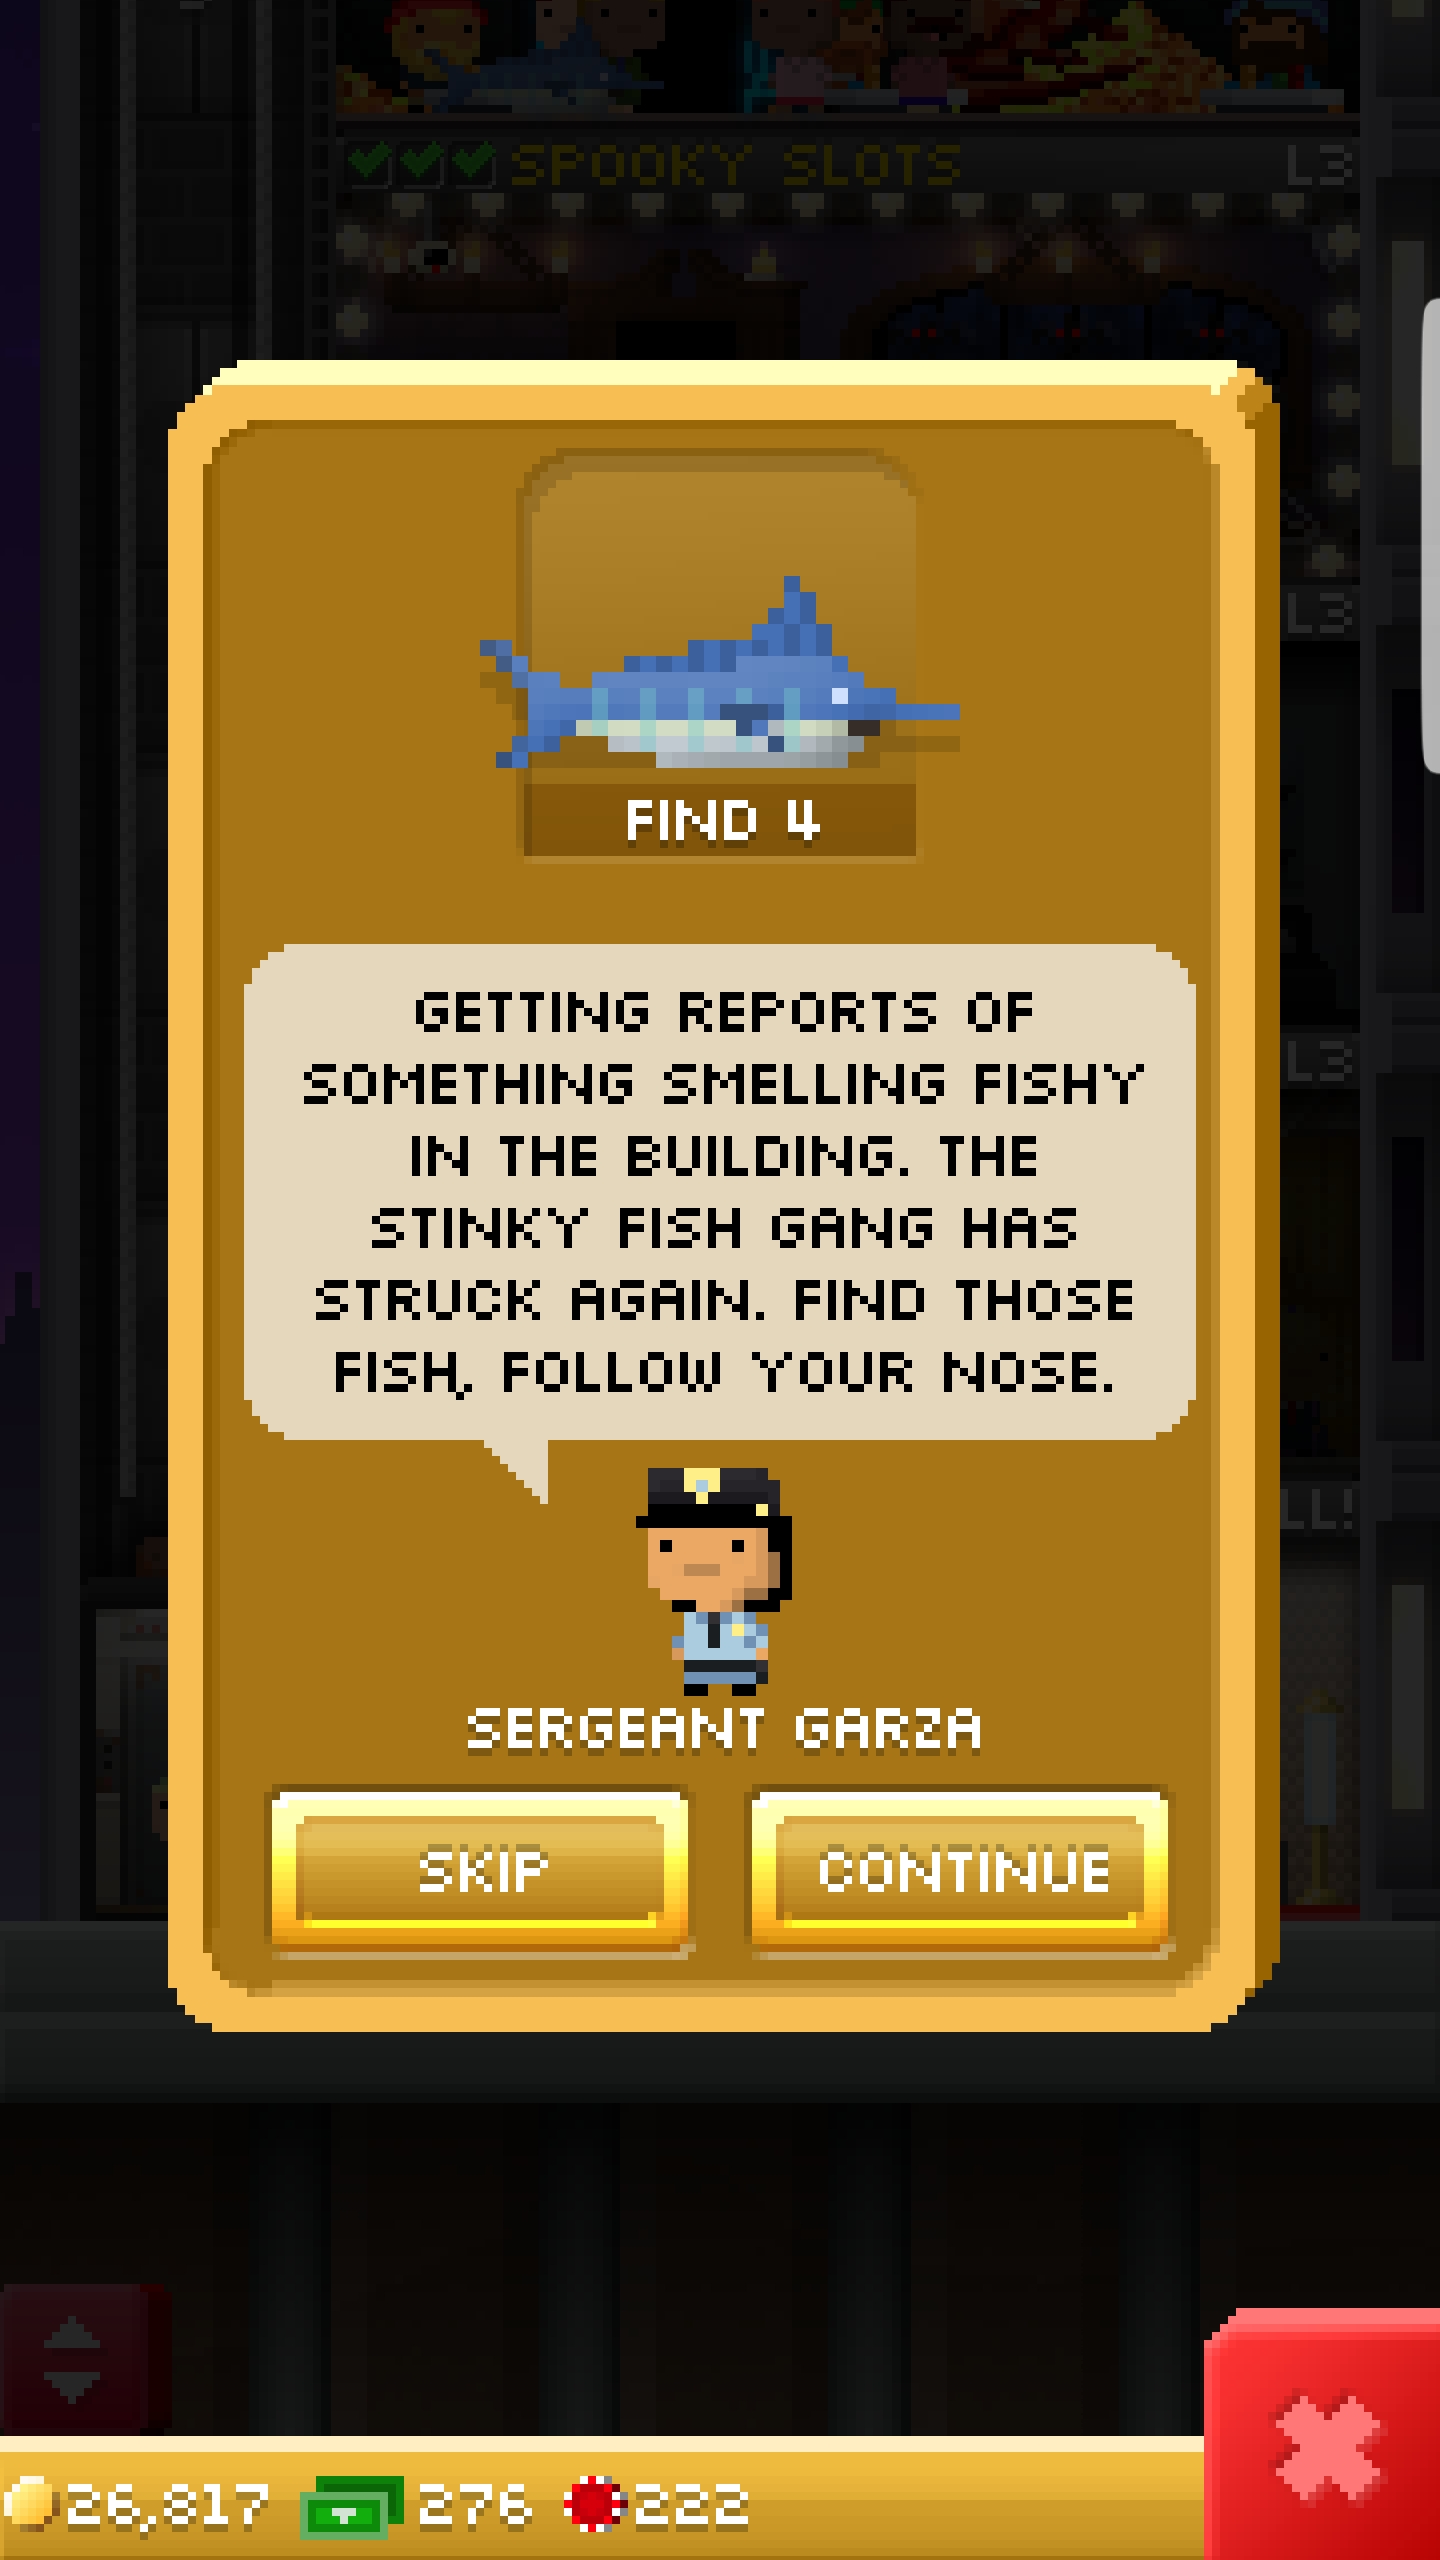 SPOOKY SLOTS L3
L3
FIND 4
GETTING REPORTS OF
SOMETHING SMELLING FISHY
IN THE BUILDING. THE
STINKY FISH GANG HAS
STRUCK AGAIN. FIND THOSE
FISH, FOLLOW YOUR NOSE.
L3
LL!
SERGEANT GARZA
SKIP CONTINUE
26,817 276 222